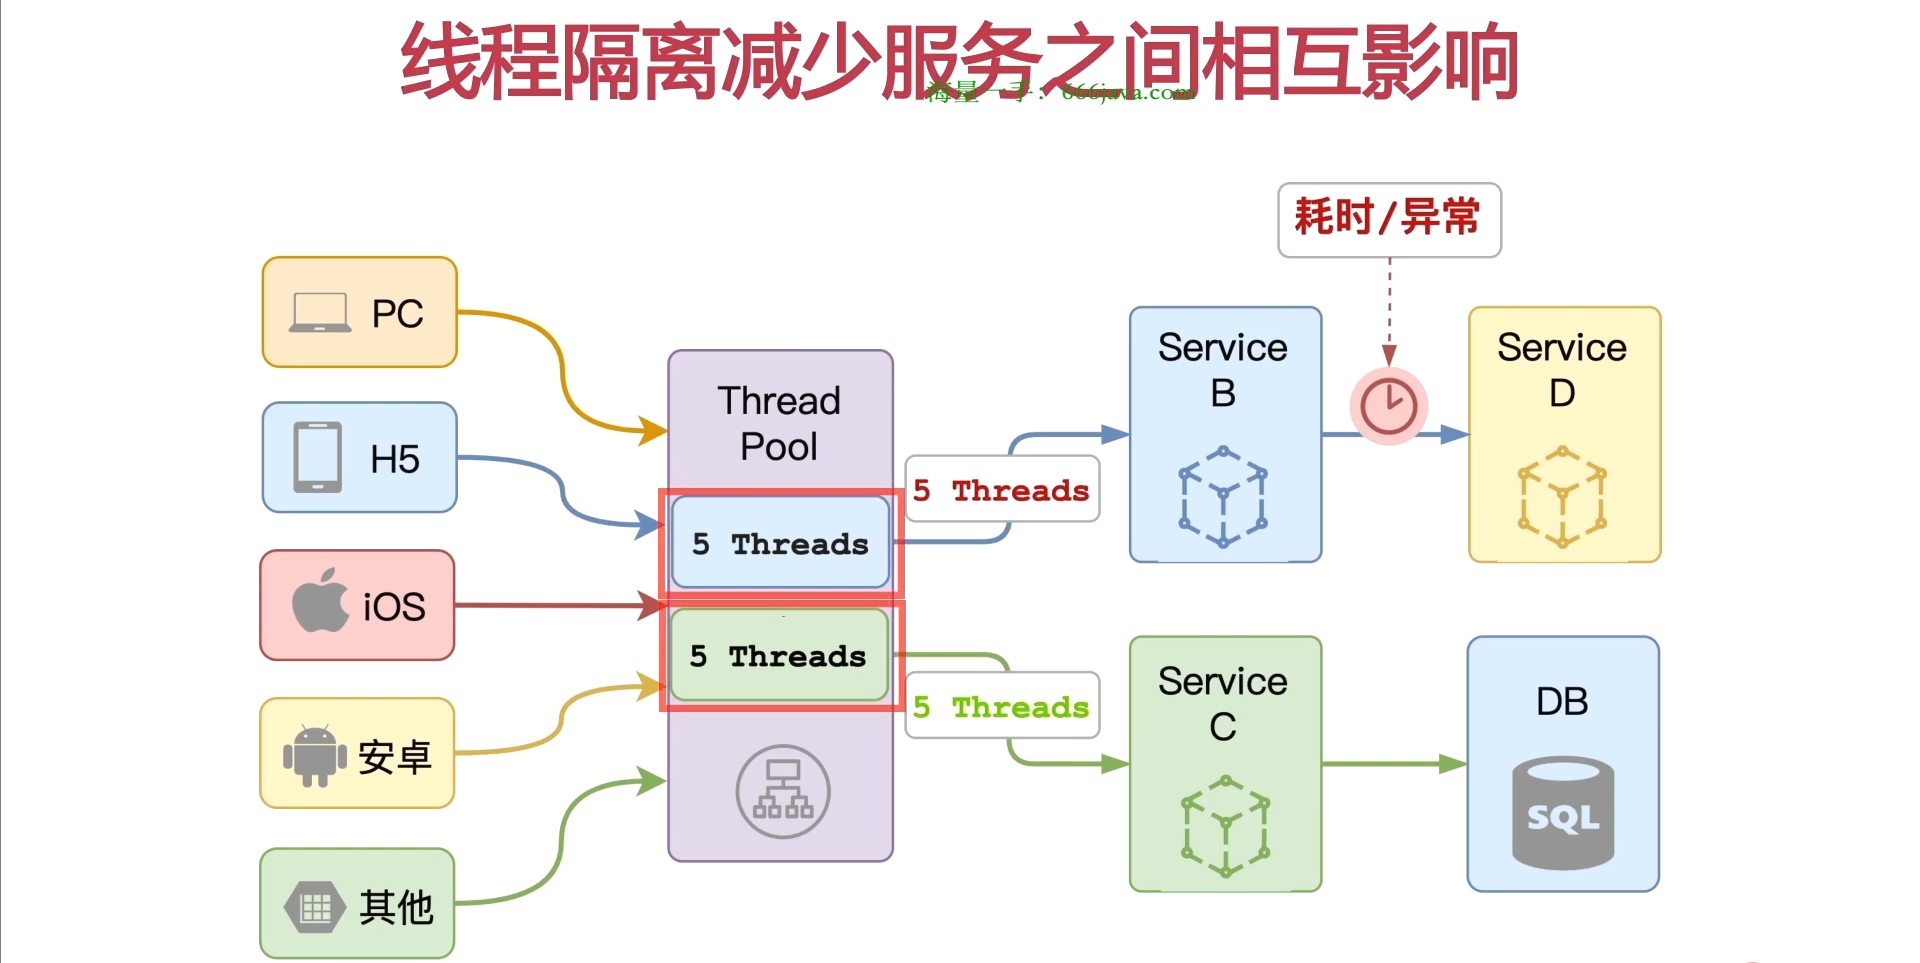 线程隔离减少服务之间相互影响
海量一手：666java.com
耗时/异常
PC
H5
iOS
安卓
其他
Thread
Pool
5 Threads
5 Threads
5 Threads
5 Threads
Service
B
Service
D
Service
C
DB
SQL